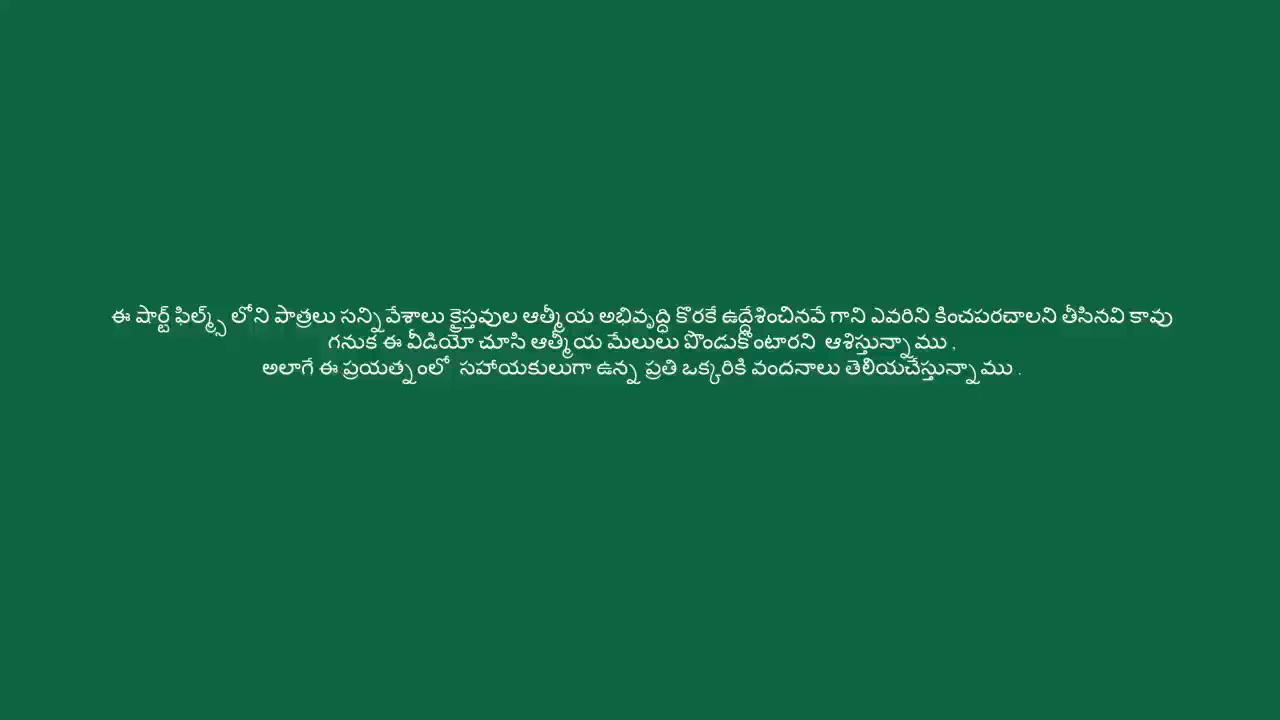 ఈ షార్ట్ ఫిల్మ్స్ లోని పాత్రలు సన్నివేశాలు క్రైస్తవుల ఆత్మీయ అభివృద్ధి కొరకే ఉద్దేశించినవే గాని ఎవరిని కించపరచాలని తీసినవి కావు
గనుక ఈ వీడియో చూసి ఆత్మీయ మేలులు పొందుకొంటారని ఆశిస్తున్నాము ,
అలాగే ఈ ప్రయత్నంలో సహాయకులుగా ఉన్న ప్రతి ఒక్కరికి వందనాలు తెలియచేస్తున్నాము .